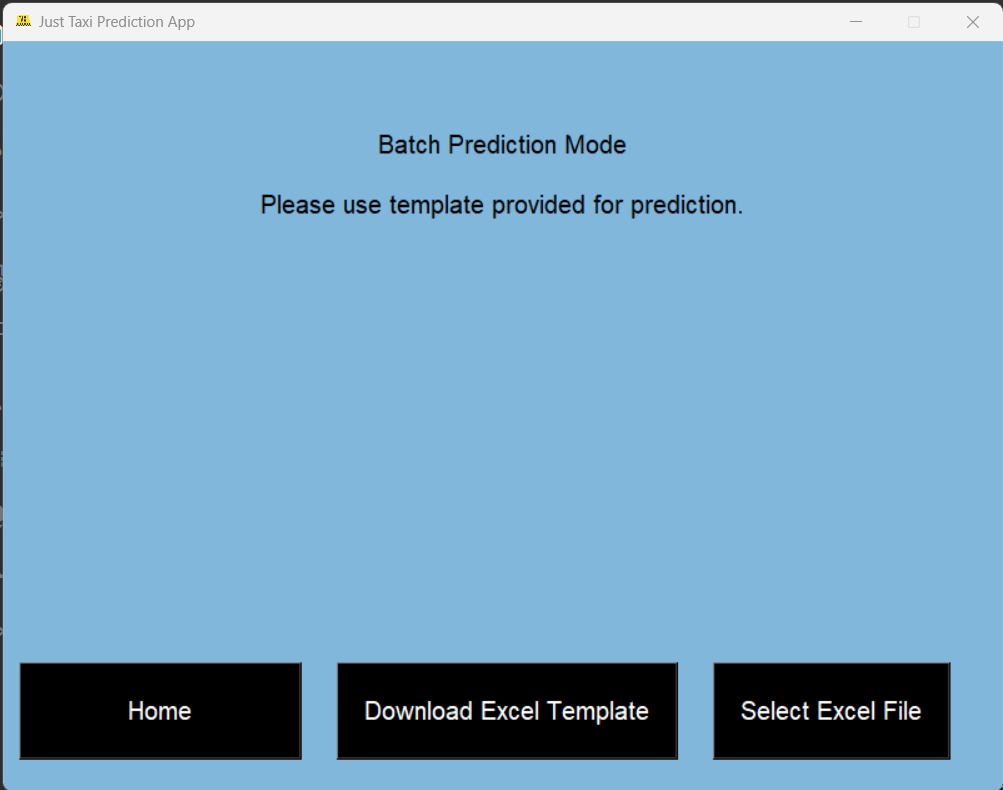 Just Taxi Prediction App
Batch Prediction Mode
Please use template provided for prediction.
Home
Download Excel Template
Select Excel File